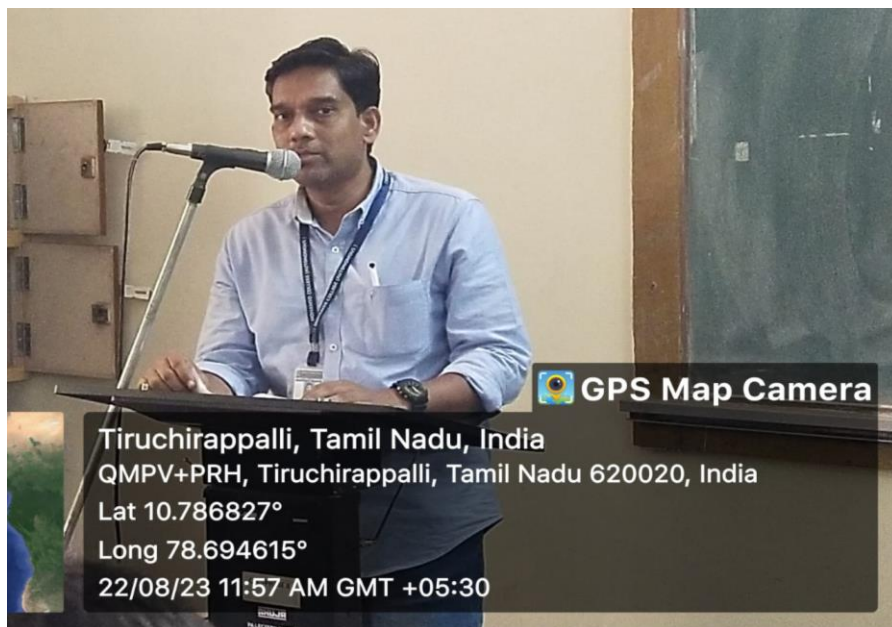 GPS Map Camera
Tiruchirappalli, Tamil Nadu, India
QMPV+PRH, Tiruchirappalli, Tamil Nadu 620020, India
Lat 10.786827°
Long 78.694615°
22/08/23 11:57 AM GMT +05:30